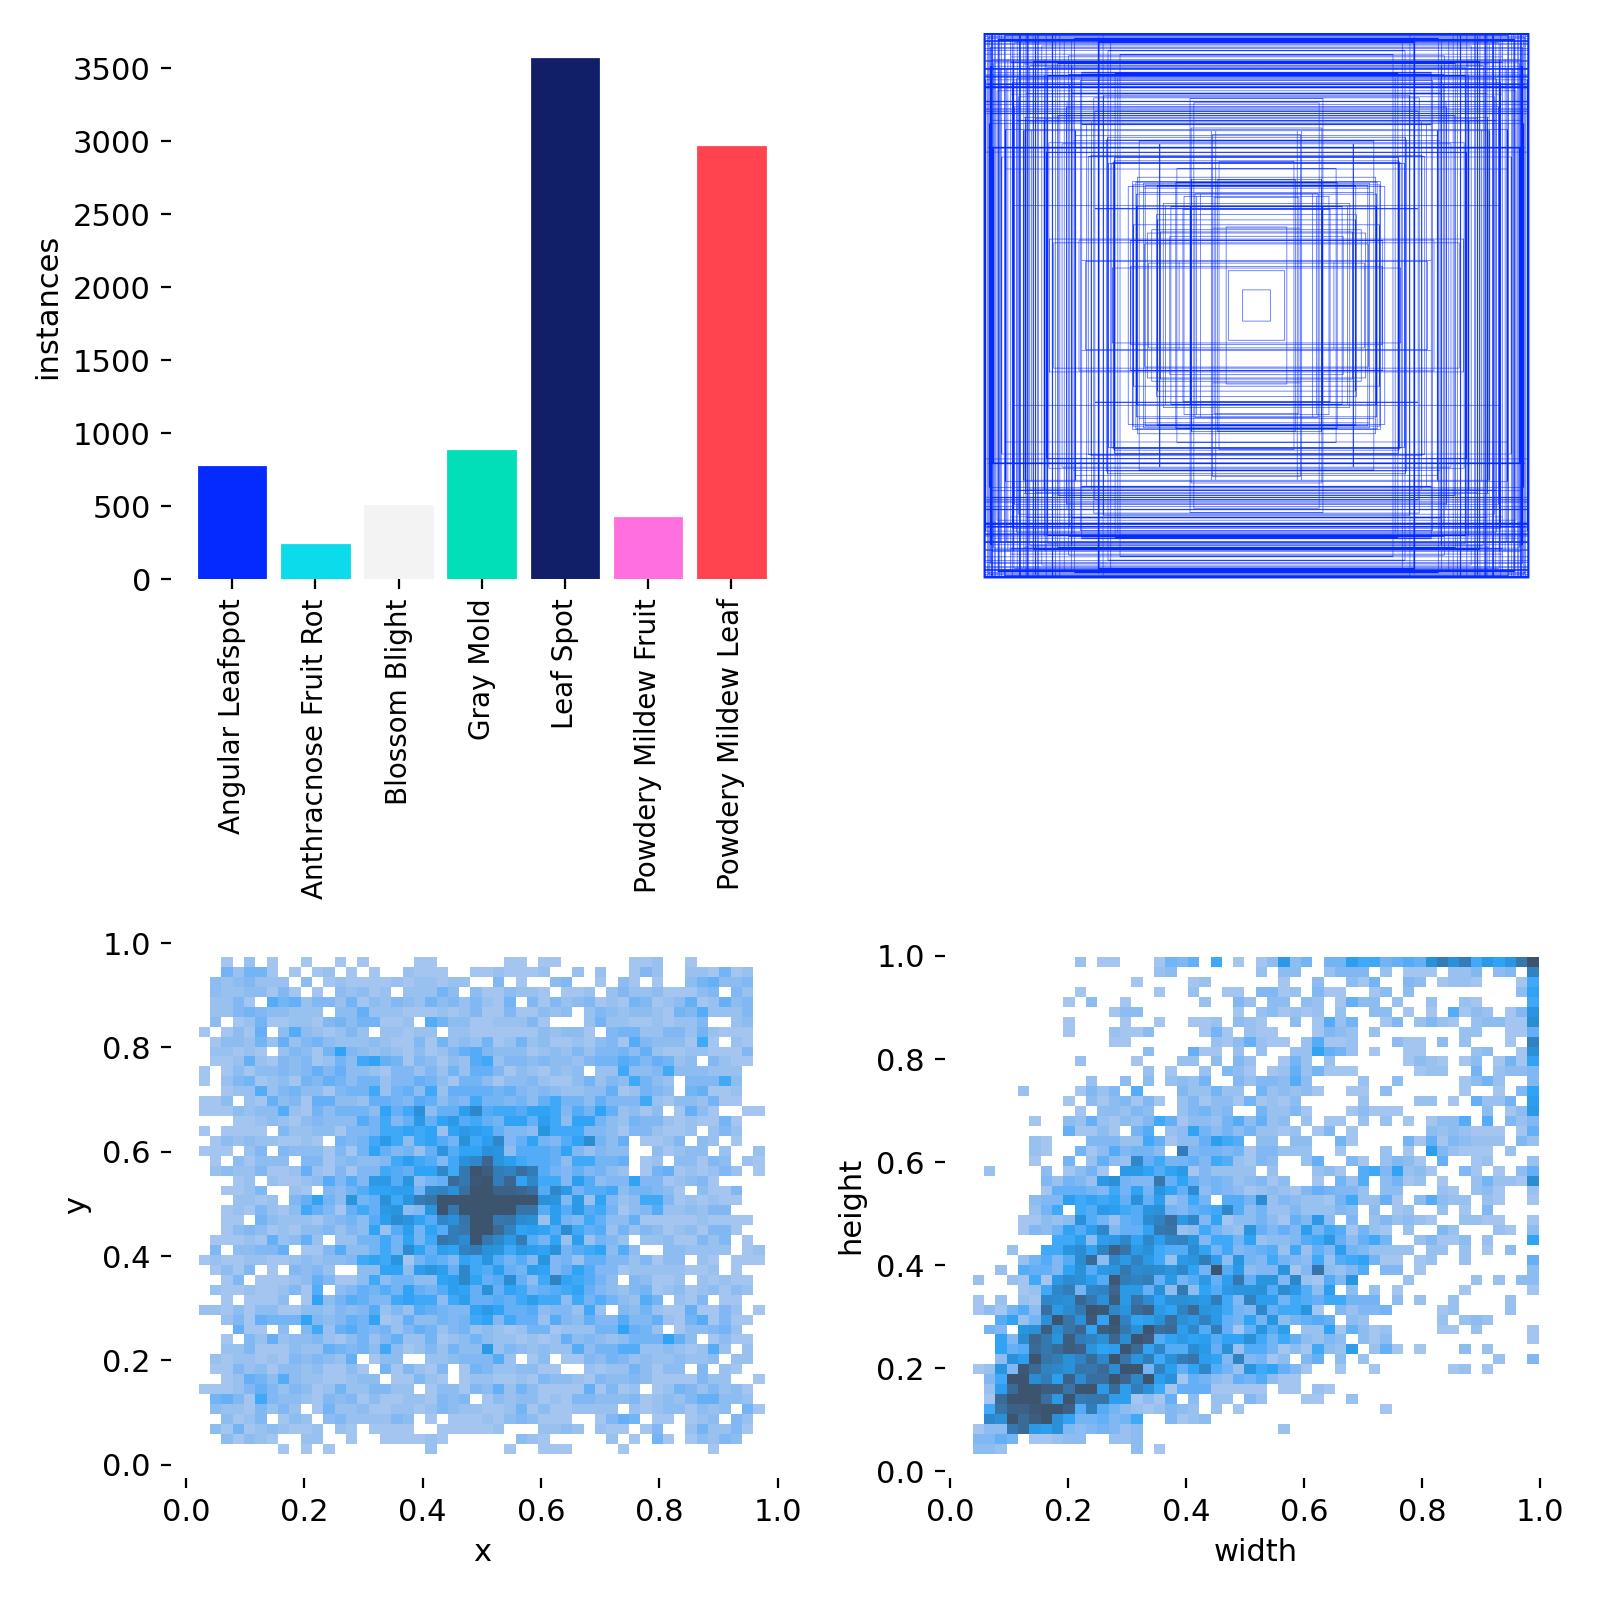 3500
3000
2500
2000
1500
1000
500
0
instances
Angular Leafspot
Anthracnose Fruit Rot
Blossom Blight
Gray Mold
Leaf Spot
Powdery Mildew Fruit
Powdery Mildew Leaf
1.0
0.8
0.6
0.4
0.2
0.0
y
0.0 0.2 0.4 0.6 0.8 1.0
x
1.0
0.8
0.6
0.4
0.2
0.0
height
0.0 0.2 0.4 0.6 0.8 1.0
width